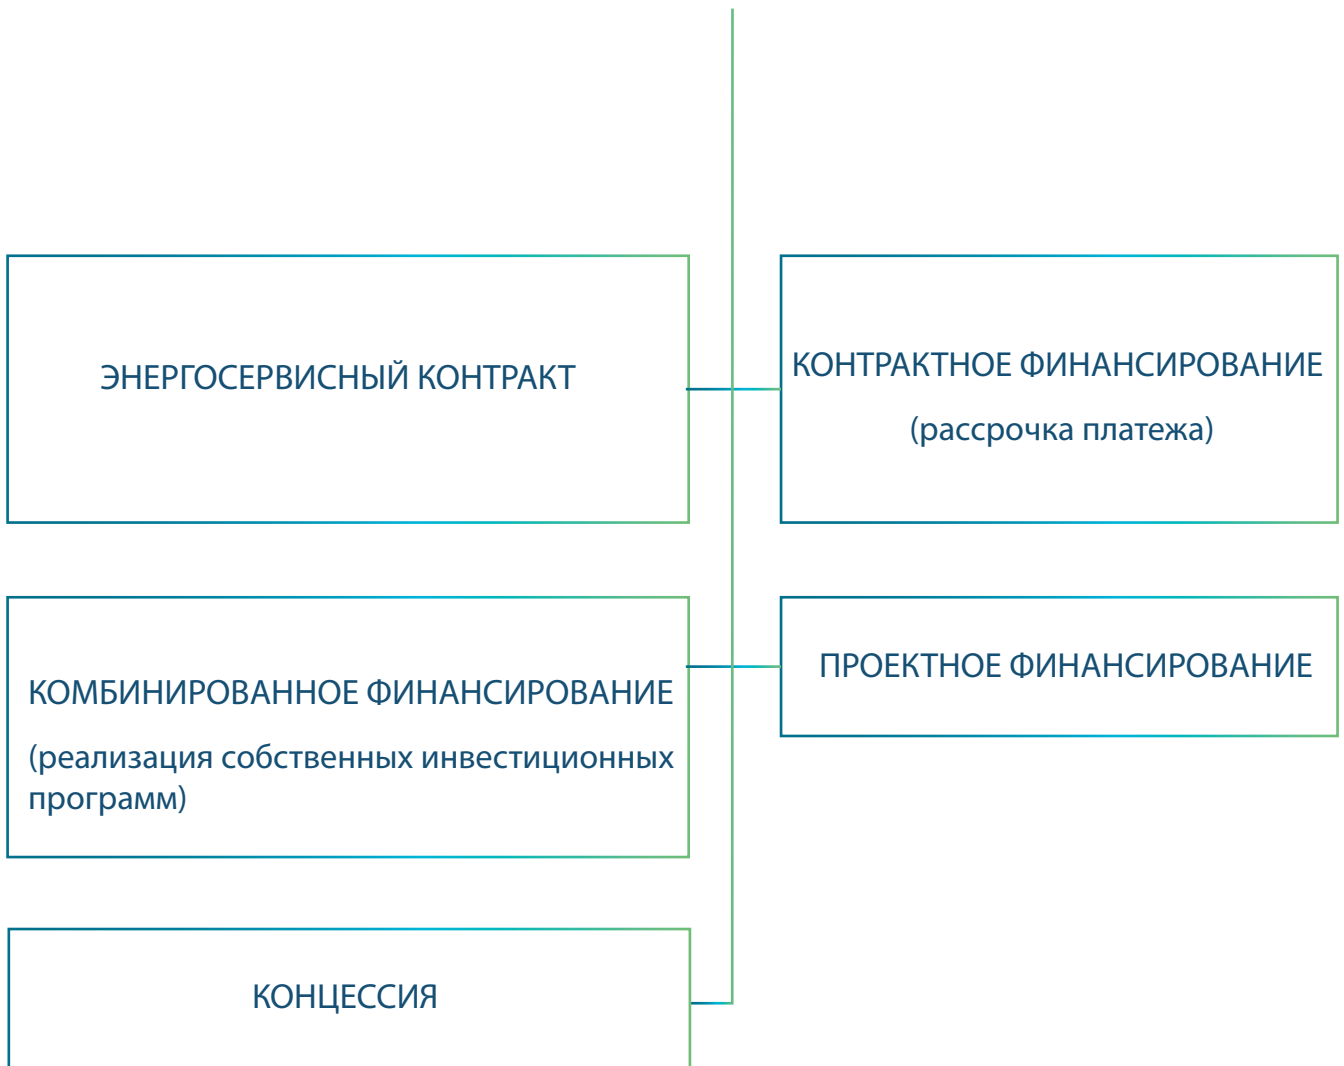 ЭНЕРГОСЕРВИСНЫЙ КОНТРАКТ
КОНТРАКТНОЕ ФИНАНСИРОВАНИЕ
(рассрочка платежа)
КОМБИНИРОВАННОЕ ФИНАНСИРОВАНИЕ
(реализация собственных инвестиционных
программ)
ПРОЕКТНОЕ ФИНАНСИРОВАНИЕ
КОНЦЕССИЯ